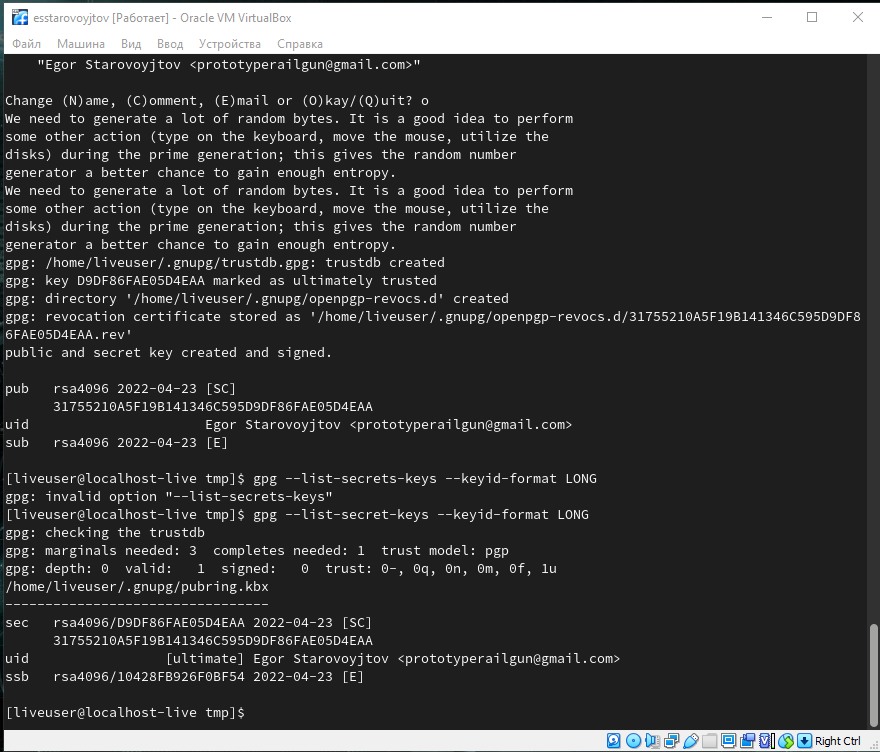 esstarovoyjtov [Работает] - Oracle VM VirtualBox
Файл Машина Вид Ввод Устройства Справка
"Egor Starovoyjtov <prototyperailgun@gmail.com>"
Change (N)ame, (C)omment, (E)mail or (O)kay/(Q)uit? o
We need to generate a lot of random bytes. It is a good idea to perform
some other action (type on the keyboard, move the mouse, utilize the
disks) during the prime generation; this gives the random number
generator a better chance to gain enough entropy.
We need to generate a lot of random bytes. It is a good idea to perform
some other action (type on the keyboard, move the mouse, utilize the
disks) during the prime generation; this gives the random number
generator a better chance to gain enough entropy.
gpg: /home/liveuser/.gnupg/trustdb.gpg: trustdb created
gpg: key D9DF86FAE05D4EAA marked as ultimately trusted
gpg: directory '/home/liveuser/.gnupg/openpgp-revocs.d' created
gpg: revocation certificate stored as '/home/liveuser/.gnupg/openpgp-revocs.d/31755210A5F19B141346C595D9DF8
6FAE05D4EAA.rev'
public and secret key created and signed.
pub   rsa4096 2022-04-23 [SC]
31755210A5F19B141346C595D9DF86FAE05D4EAA
uid                      Egor Starovoyjtov <prototyperailgun@gmail.com>
sub   rsa4096 2022-04-23 [E]
[liveuser@localhost-live tmp]$ gpg --list-secrets-keys --keyid-format LONG
gpg: invalid option "--list-secrets-keys"
[liveuser@localhost-live tmp]$ gpg --list-secret-keys --keyid-format LONG
gpg: checking the trustdb
gpg: marginals needed: 3  completes needed: 1  trust model: pgp
gpg: depth: 0  valid:   1  signed:   0  trust: 0-, 0q, 0n, 0m, 0f, 1u
/home/liveuser/.gnupg/pubring.kbx
---------------------------------
sec   rsa4096/D9DF86FAE05D4EAA 2022-04-23 [SC]
31755210A5F19B141346C595D9DF86FAE05D4EAA
uid                 [ultimate] Egor Starovoyjtov <prototyperailgun@gmail.com>
ssb   rsa4096/10428FB926F0BF54 2022-04-23 [E]
[liveuser@localhost-live tmp]$
Right Ctrl